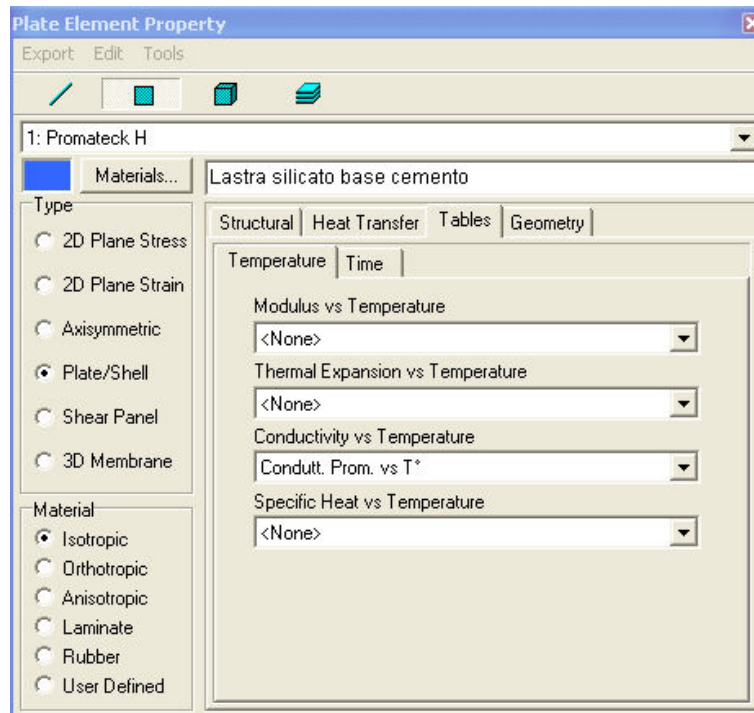 Plate Element Property
Export Edit Tools
1: Promateck H
Materials...
Lastra silicato base cemento
Type
2D Plane Stress
2D Plane Strain
Axisymmetric
Plate/Shell
Shear Panel
3D Membrane
Material
Isotropic
Orthotropic
Anisotropic
Laminate
Rubber
User Defined
Structural Heat Transfer Tables Geometry
Temperature Time
Modulus vs Temperature
<None>
Thermal Expansion vs Temperature
<None>
Conductivity vs Temperature
Condutt. Prom. vs T°
Specific Heat vs Temperature
<None>